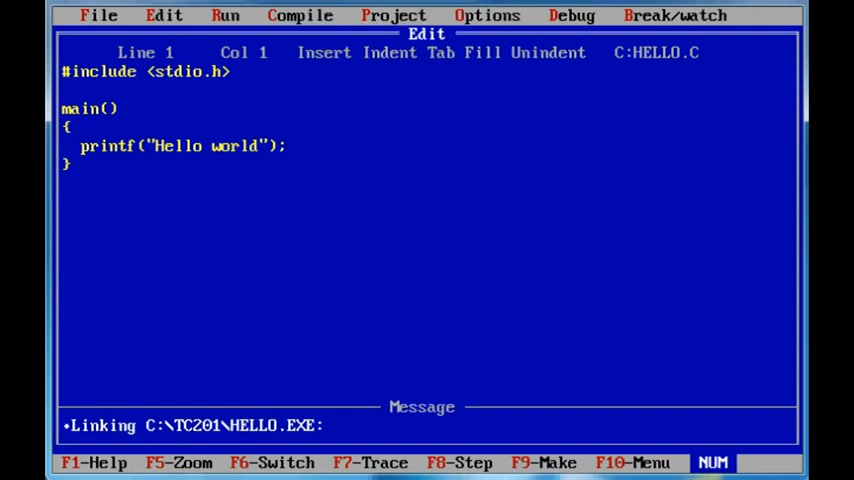 File Edit Run Compile Project Options Debug Break/watch
Edit
Line 1 Col 1 Insert Indent Tab Fill Unindent C:HELLO.C
#include <stdio.h>
main()
{
printf("Hello world");
}
Message
•Linking C:\TC201\HELLO.EXE:
F1-Help F5-Zoom F6-Switch F7-Trace F8-Step F9-Make F10-Menu NUM